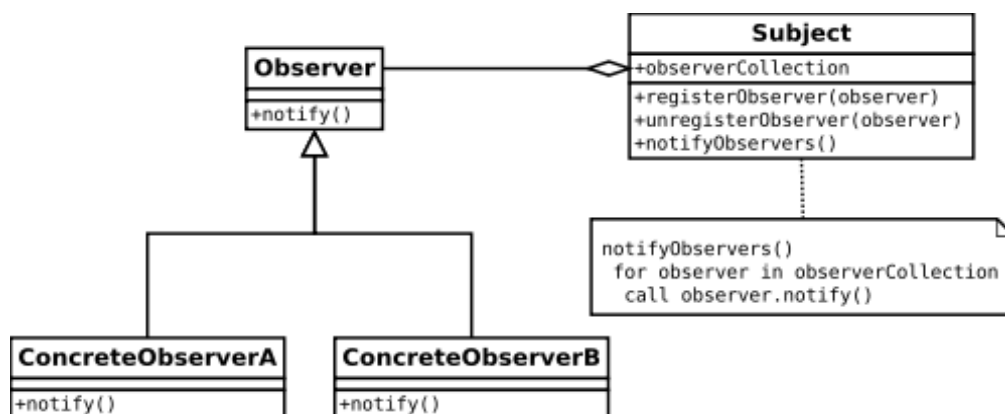 Observer
+notify()
Subject
+observerCollection
+registerObserver(observer)
+unregisterObserver(observer)
+notifyObservers()
notifyObservers()
for observer in observerCollection
call observer.notify()
ConcreteObserverA
+notify()
ConcreteObserverB
+notify()